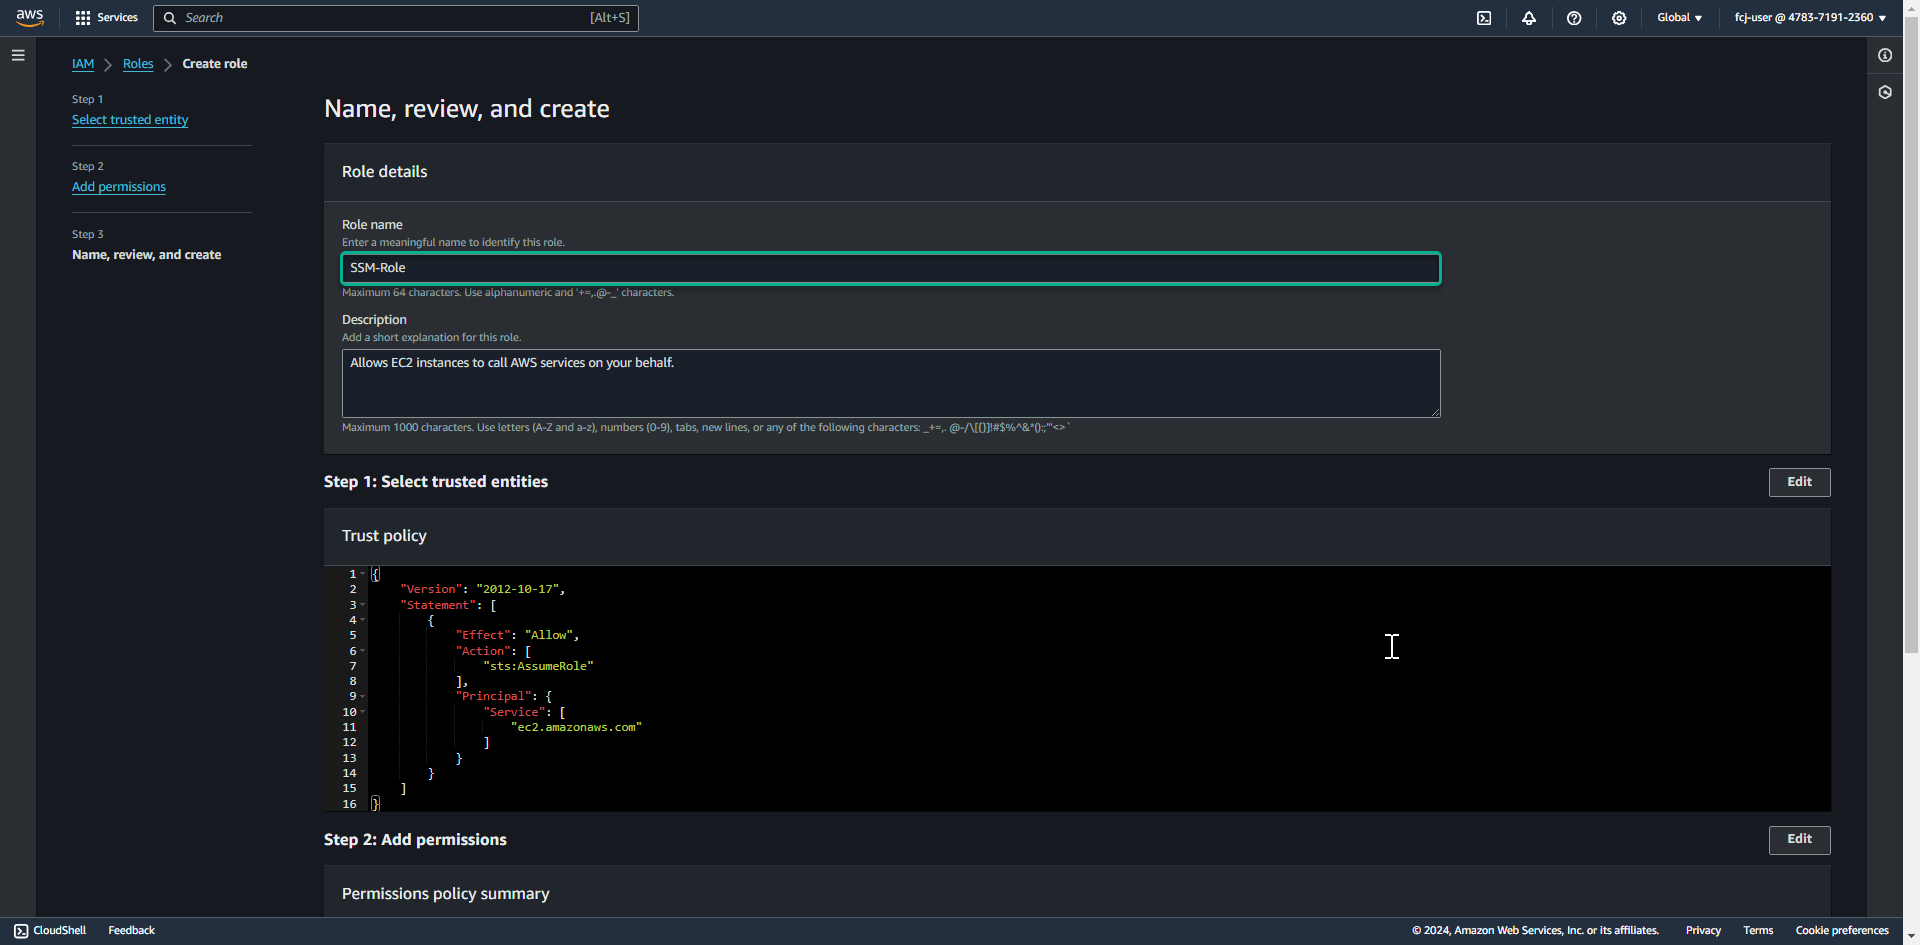 aws
Services
Search
[Alt+S]
Global
fcj-user @ 4783-7191-2360
IAM
Roles
Create role
Step 1
Select trusted entity
Step 2
Add permissions
Step 3
Name, review, and create
Name, review, and create
Role details
Role name
Enter a meaningful name to identify this role.
SSM-Role
Maximum 64 characters. Use alphanumeric and '+=,.@-_' characters.
Description
Add a short explanation for this role.
Allows EC2 instances to call AWS services on your behalf.
Maximum 1000 characters. Use letters (A-Z and a-z), numbers (0-9), tabs, new lines, or any of the following characters: _+=,. @-/\[{}]!#$%^&*();:"'<>`
Step 1: Select trusted entities
Edit
Trust policy
1 {
2 "Version": "2012-10-17",
3 "Statement": [
4 {
5 "Effect": "Allow",
6 "Action": [
7 "sts:AssumeRole"
8 ],
9 "Principal": {
10 "Service": [
11 "ec2.amazonaws.com"
12 ]
13 }
14 }
15 ]
16 }
Step 2: Add permissions
Edit
Permissions policy summary
CloudShell
Feedback
© 2024, Amazon Web Services, Inc. or its affiliates.
Privacy
Terms
Cookie preferences